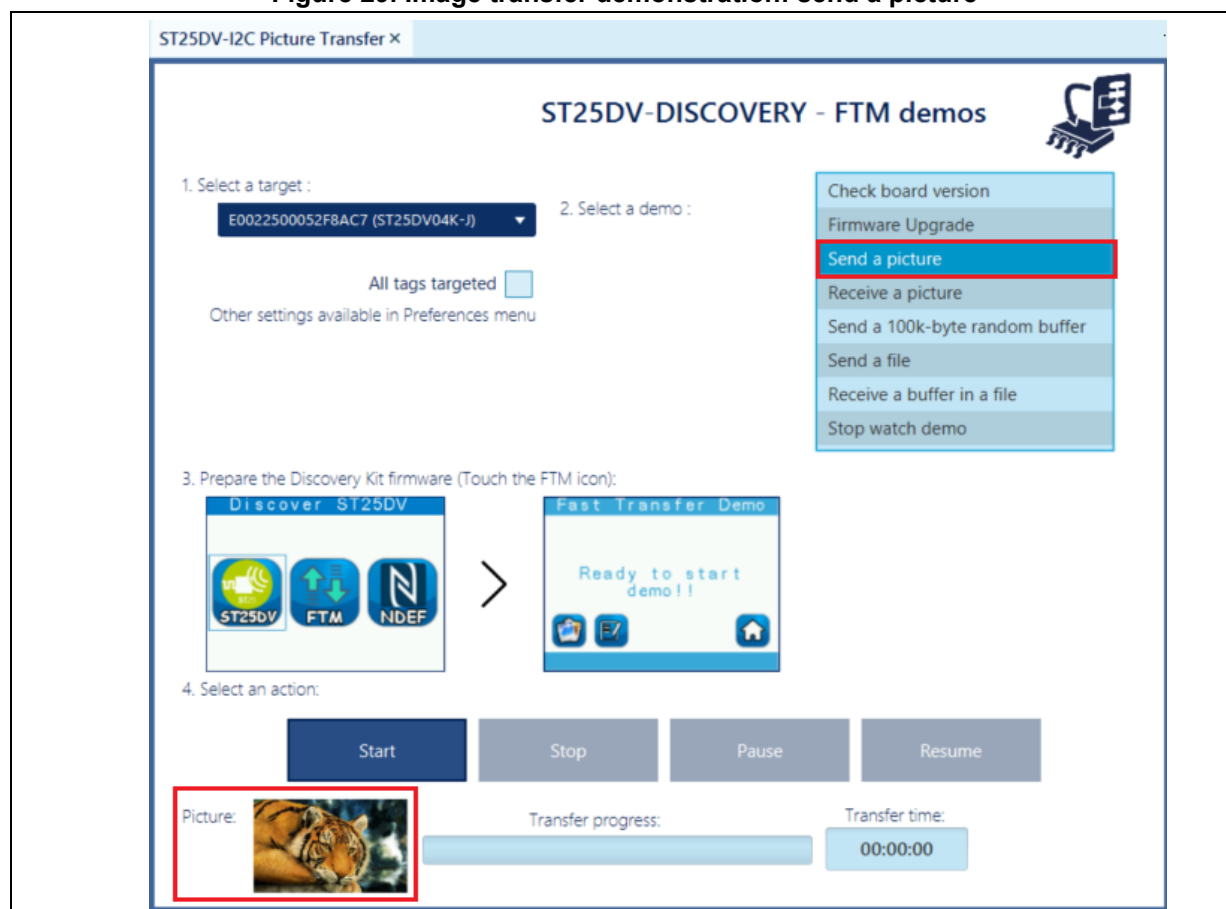 ST25DV-I2C Picture Transfer ×
ST25DV-DISCOVERY - FTM demos
1. Select a target :
E0022500052F8AC7 (ST25DV04K-J)
All tags targeted
Other settings available in Preferences menu
2. Select a demo :
Check board version
Firmware Upgrade
Send a picture
Receive a picture
Send a 100k-byte random buffer
Send a file
Receive a buffer in a file
Stop watch demo
3. Prepare the Discovery Kit firmware (Touch the FTM icon):
Discover ST25DV
ST25DV
FTM
NDEF
Fast Transfer Demo
Ready to start
demo!!
4. Select an action:
Start
Stop
Pause
Resume
Picture:
Transfer progress:
Transfer time:
00:00:00